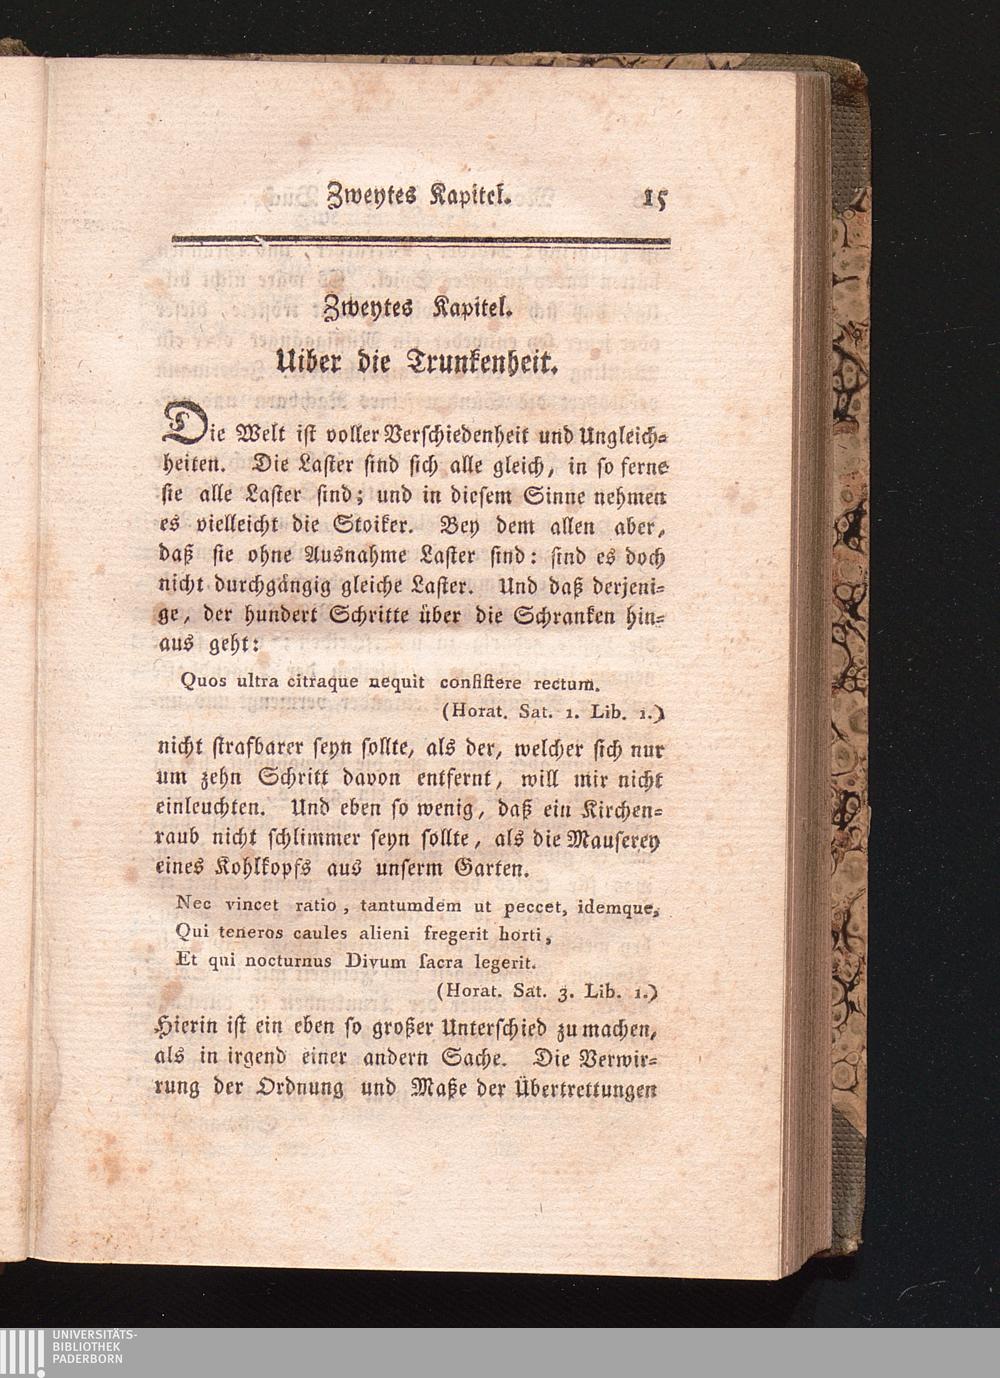 Zweytes Kapitel. 15
Zweytes Kapitel.
Uiber die Trunkenheit.
Die Welt ist voller Verschiedenheit und Ungleich-
heiten. Die Laster sind sich alle gleich, in so ferne
sie alle Laster sind; und in diesem Sinne nehmen
es vielleicht die Stoiker. Bey dem allen aber,
daß sie ohne Ausnahme Laster sind: sind es doch
nicht durchgängig gleiche Laster. Und daß derjeni-
ge, der hundert Schritte über die Schranken hin-
aus geht:
Quos ultra citraque nequit consistere rectum.
(Horat. Sat. 1. Lib. 1.)
nicht strafbarer seyn sollte, als der, welcher sich nur
um zehn Schritt davon entfernt, will mir nicht
einleuchten. Und eben so wenig, daß ein Kirchen-
raub nicht schlimmer seyn sollte, als die Mauserey
eines Kohlkopfs aus unserm Garten.
Nec vincet ratio, tantumdem ut peccet, idemque,
Qui teneros caules alieni fregerit horti,
Et qui nocturnus Divum sacra legerit.
(Horat. Sat. 3. Lib. 1.)
Hierin ist ein eben so großer Unterschied zu machen,
als in irgend einer andern Sache. Die Verwir-
rung der Ordnung und Maße der Übertrettungen
UNIVERSITÄTS-
BIBLIOTHEK
PADERBORN